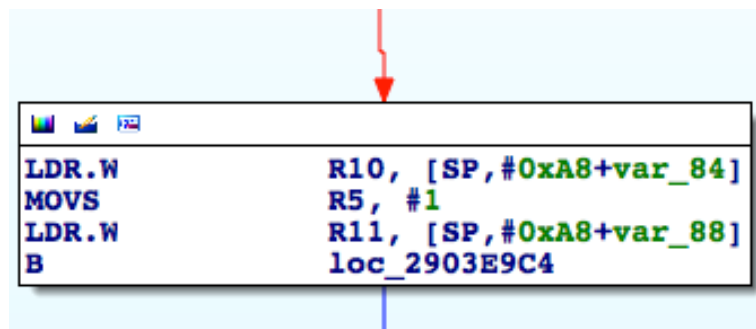 LDR.W R10, [SP,#0xA8+var_84]
MOVS R5, #1
LDR.W R11, [SP,#0xA8+var_88]
B loc_2903E9C4